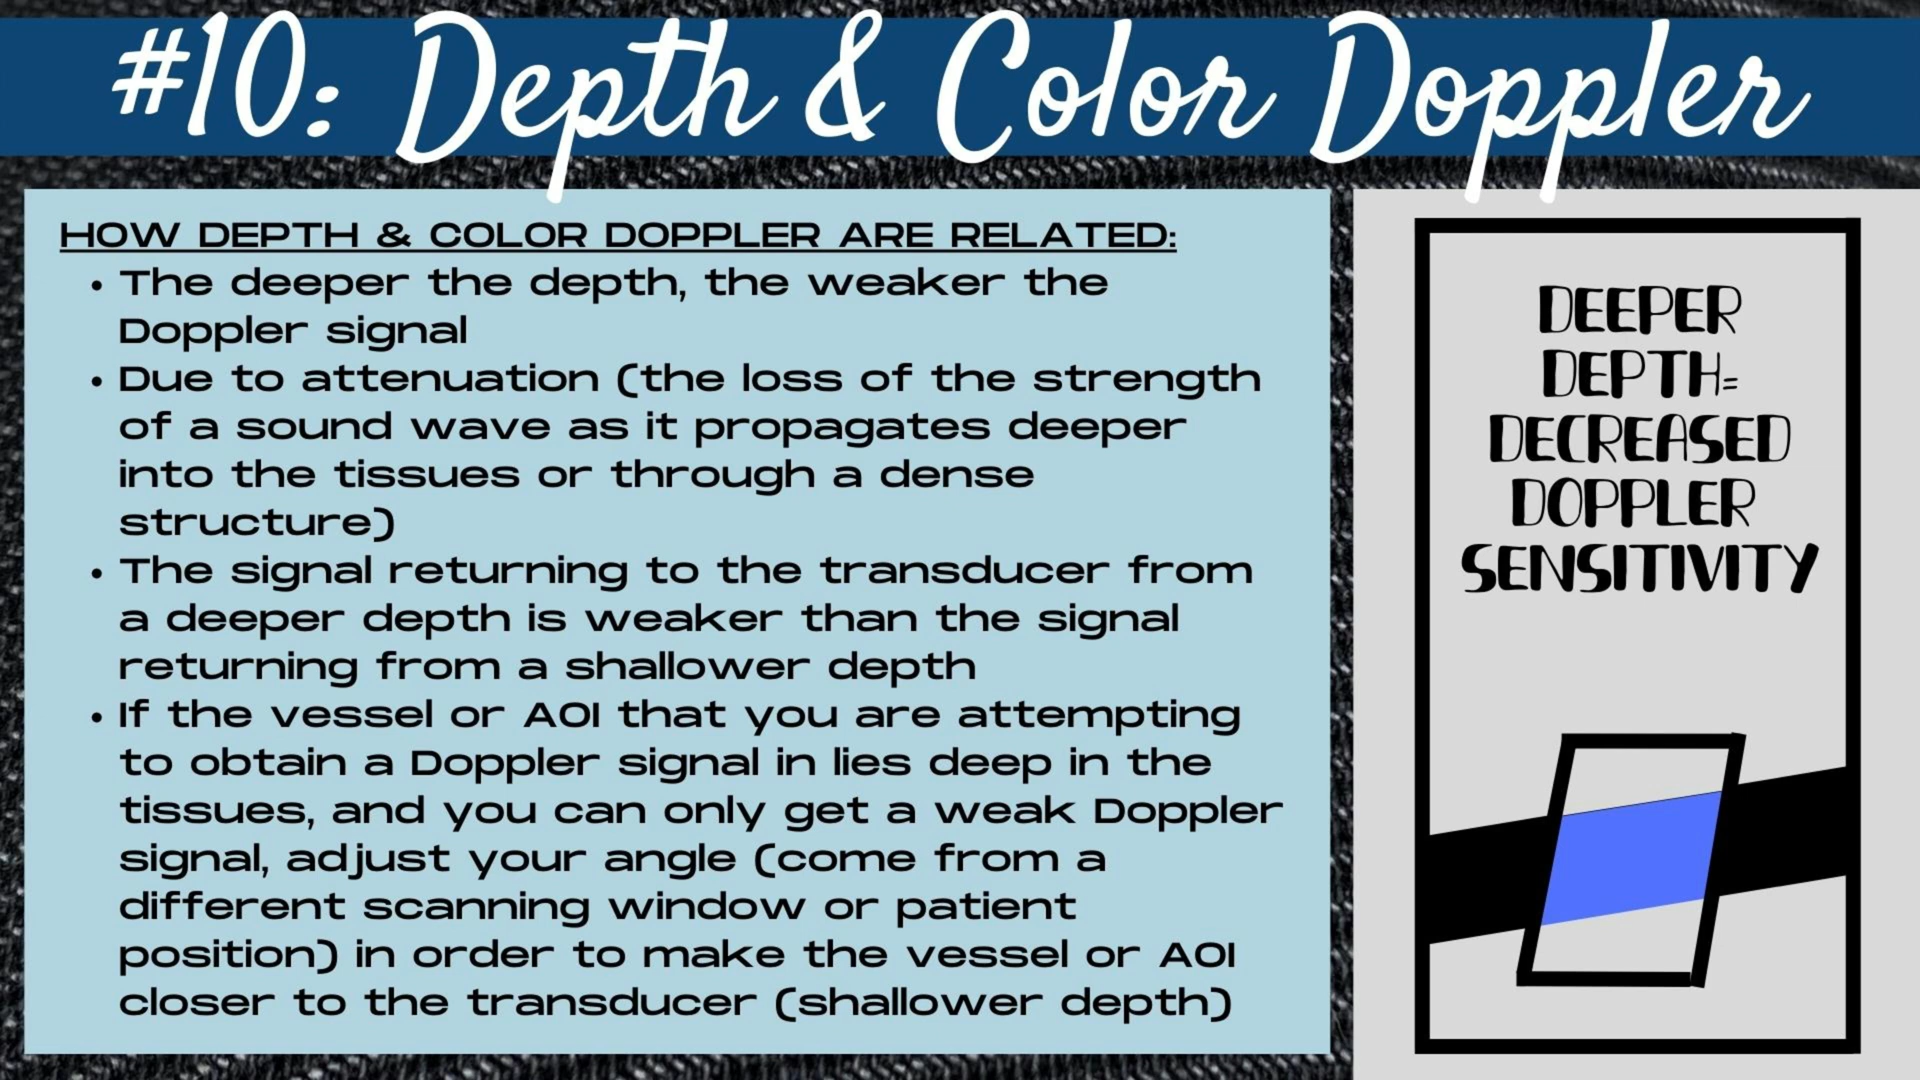 #10: Depth & Color Doppler
HOW DEPTH & COLOR DOPPLER ARE RELATED:
• The deeper the depth, the weaker the
Doppler signal
• Due to attenuation (the loss of the strength
of a sound wave as it propagates deeper
into the tissues or through a dense
structure)
• The signal returning to the transducer from
a deeper depth is weaker than the signal
returning from a shallower depth
• If the vessel or AOI that you are attempting
to obtain a Doppler signal in lies deep in the
tissues, and you can only get a weak Doppler
signal, adjust your angle (come from a
different scanning window or patient
position) in order to make the vessel or AOI
closer to the transducer (shallower depth)
DEEPER
DEPTH=
DECREASED
DOPPLER
SENSITIVITY